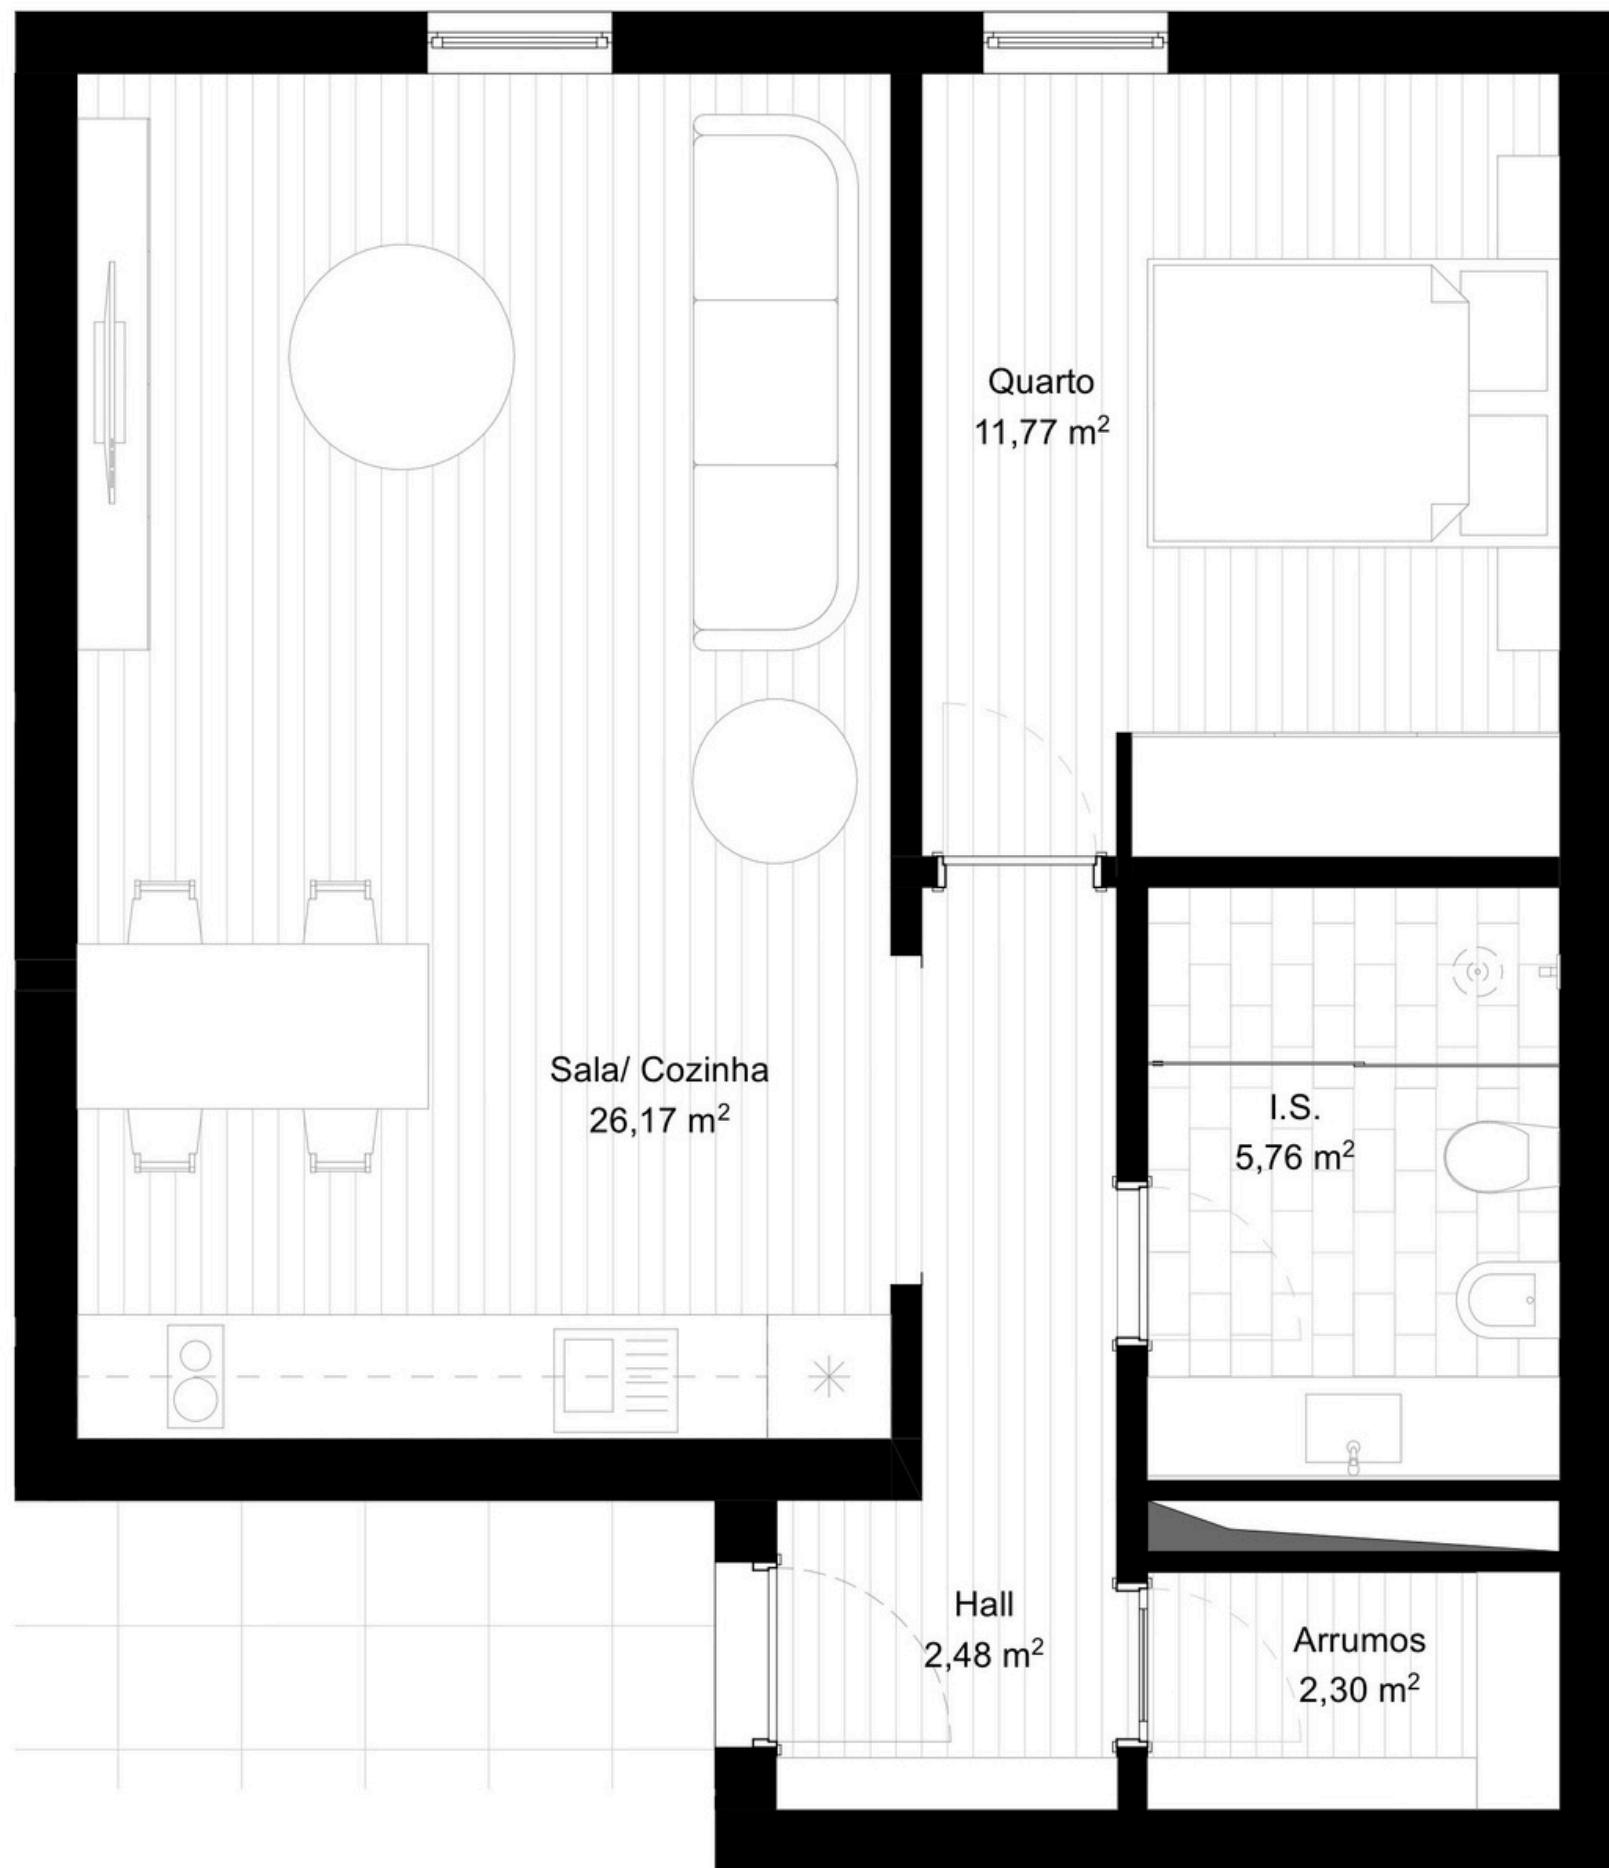 Quarto
11,77 m²
Sala/ Cozinha
26,17 m²
I.S.
5,76 m²
Hall
2,48 m²
Arrumos
2,30 m²